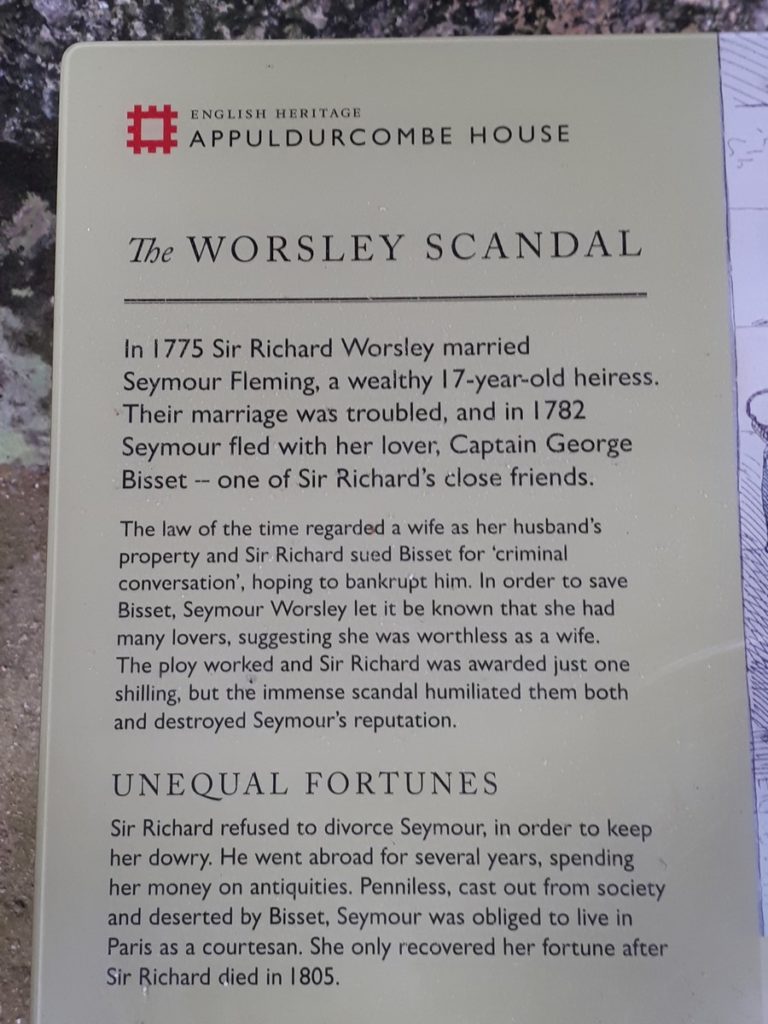 ENGLISH HERITAGE
APPULDURCOMBE HOUSE
The WORSLEY SCANDAL
In 1775 Sir Richard Worsley married
Seymour Fleming, a wealthy 17-year-old heiress.
Their marriage was troubled, and in 1782
Seymour fled with her lover, Captain George
Bisset -- one of Sir Richard's close friends.
The law of the time regarded a wife as her husband's
property and Sir Richard sued Bisset for 'criminal
conversation', hoping to bankrupt him. In order to save
Bisset, Seymour Worsley let it be known that she had
many lovers, suggesting she was worthless as a wife.
The ploy worked and Sir Richard was awarded just one
shilling, but the immense scandal humiliated them both
and destroyed Seymour's reputation.
UNEQUAL FORTUNES
Sir Richard refused to divorce Seymour, in order to keep
her dowry. He went abroad for several years, spending
her money on antiquities. Penniless, cast out from society
and deserted by Bisset, Seymour was obliged to live in
Paris as a courtesan. She only recovered her fortune after
Sir Richard died in 1805.